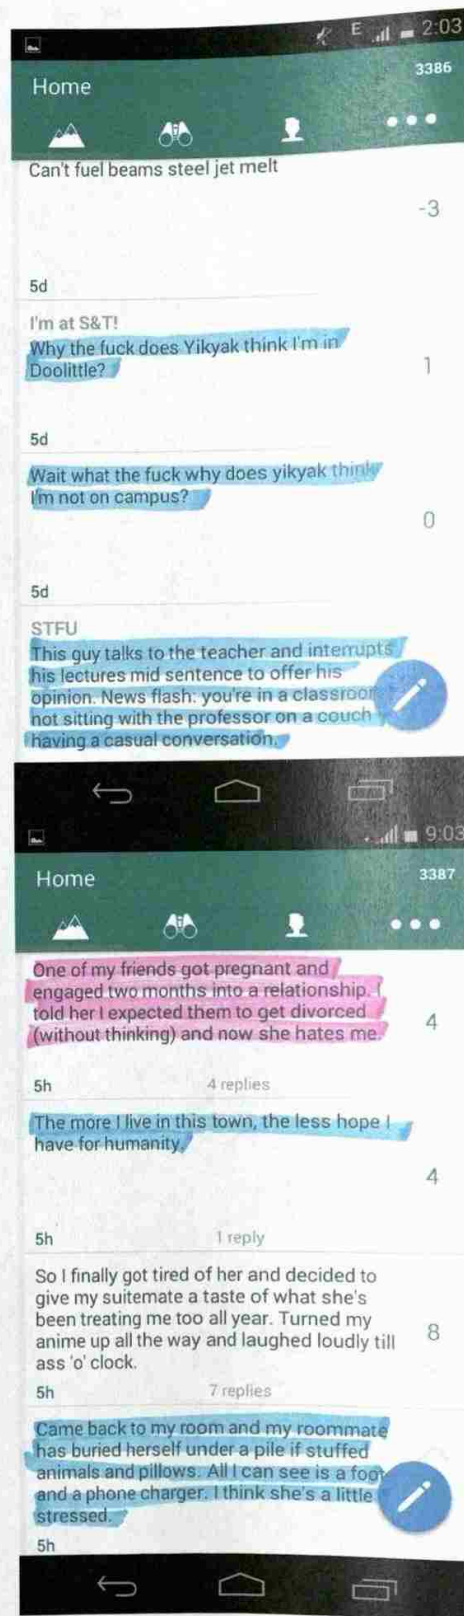 E 2:03
Home 3386
Can't fuel beams steel jet melt
-3
5d
I'm at S&T!
Why the fuck does Yikyak think I'm in
Doolittle?
1
5d
Wait what the fuck why does yikyak think
I'm not on campus?
0
5d
STFU
This guy talks to the teacher and interrupts
his lectures mid sentence to offer his
opinion. News flash: you're in a classroom
not sitting with the professor on a couch
having a casual conversation.
9:03
Home 3387
One of my friends got pregnant and
engaged two months into a relationship. I
told her I expected them to get divorced
(without thinking) and now she hates me.
4
5h 4 replies
The more I live in this town, the less hope I
have for humanity.
4
5h 1 reply
So I finally got tired of her and decided to
give my suitemate a taste of what she's
been treating me too all year. Turned my
anime up all the way and laughed loudly till
ass 'o' clock.
8
5h 7 replies
Came back to my room and my roommate
has buried herself under a pile if stuffed
animals and pillows. All I can see is a foot
and a phone charger. I think she's a little
stressed.
5h